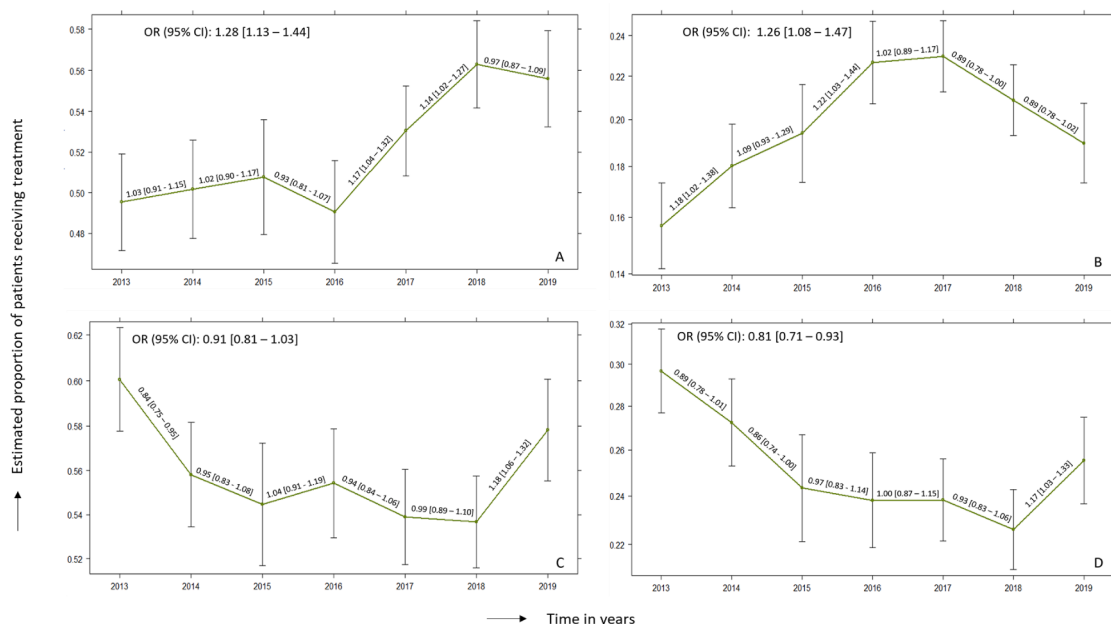 Estimated proportion of patients receiving treatment
OR (95% CI): 1.28 [1.13 – 1.44]
0.58
0.56
0.54
0.52
0.50
0.48
1.03 [0.91 - 1.15]
1.02 [0.90 - 1.17]
0.93 [0.81 - 1.07]
1.17 [1.04 – 1.32]
1.14 [1.02 – 1.27]
0.97 [0.87 – 1.09]
A
2013 2014 2015 2016 2017 2018 2019
OR (95% CI): 1.26 [1.08 – 1.47]
0.24
0.22
0.20
0.18
0.16
0.14
1.18 [1.02 - 1.38]
1.09 [0.93 - 1.29]
1.22 [1.03 – 1.44]
1.02 [0.89 – 1.17]
0.89 [0.78 – 1.00]
0.89 [0.78 – 1.02]
B
2013 2014 2015 2016 2017 2018 2019
OR (95% CI): 0.91 [0.81 – 1.03]
0.62
0.60
0.58
0.56
0.54
0.52
0.84 [0.75 – 0.95]
0.95 [0.83 - 1.08]
1.04 [0.91 – 1.19]
0.94 [0.84 – 1.06]
0.99 [0.89 – 1.10]
1.18 [1.06 – 1.32]
C
2013 2014 2015 2016 2017 2018 2019
OR (95% CI): 0.81 [0.71 – 0.93]
0.32
0.30
0.28
0.26
0.24
0.22
0.89 [0.78 – 1.01]
0.86 [0.74 - 1.00]
0.97 [0.83 - 1.14]
1.00 [0.87 – 1.15]
0.93 [0.83 – 1.06]
1.17 [1.03 – 1.33]
D
2013 2014 2015 2016 2017 2018 2019
Time in years